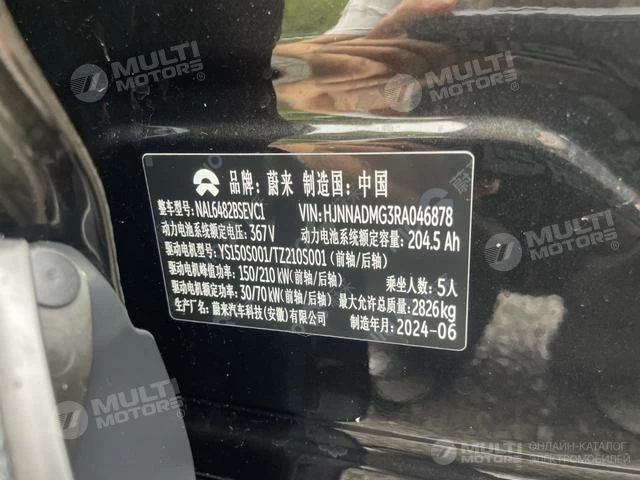 MULTI
MOTORS
MULTI
MOTORS
品牌: 蔚来 制造国: 中国
整车型号: NAL6482BSEVC1 VIN: HJNNADMG3RA046878
动力电池系统额定电压: 367V 动力电池系统额定容量: 204.5 Ah
驱动电机型号: YS150S001/TZ210S001 (前轴/后轴)
驱动电机峰值功率: 150/210 kW(前轴/后轴) 乘坐人数: 5人
驱动电机额定功率: 30/70 kW(前轴/后轴) 最大允许总质量: 2826kg
生产厂名: 蔚来汽车科技(安徽)有限公司 制造年月: 2024-06
MULTI
MOTORS
MULTI
MOTORS
ОНЛАЙН-КАТАЛОГ
ЭЛЕКТРОМОБИЛЕЙ